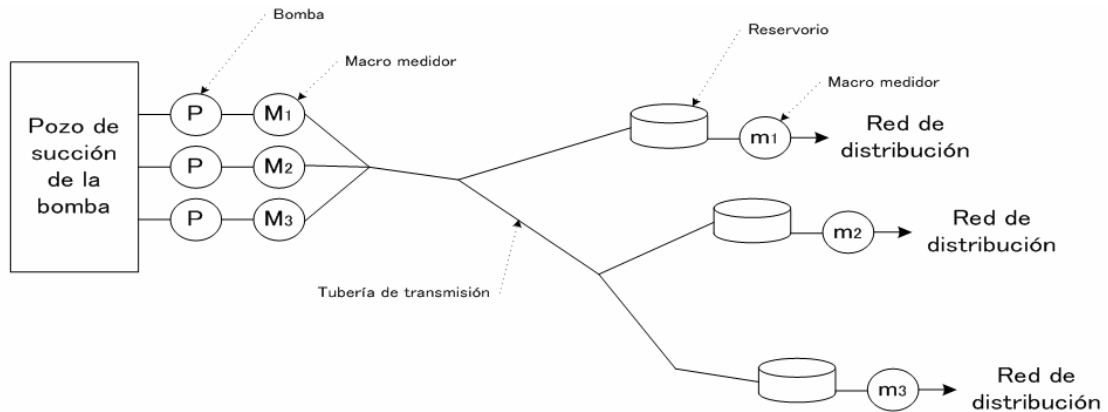 Bomba
Reservorio
Macro medidor
Macro medidor
Pozo de
succión
de la
bomba
P
M1
P
M2
P
M3
m1
Red de
distribución
m2
Red de
distribución
Tubería de transmisión
m3
Red de
distribución